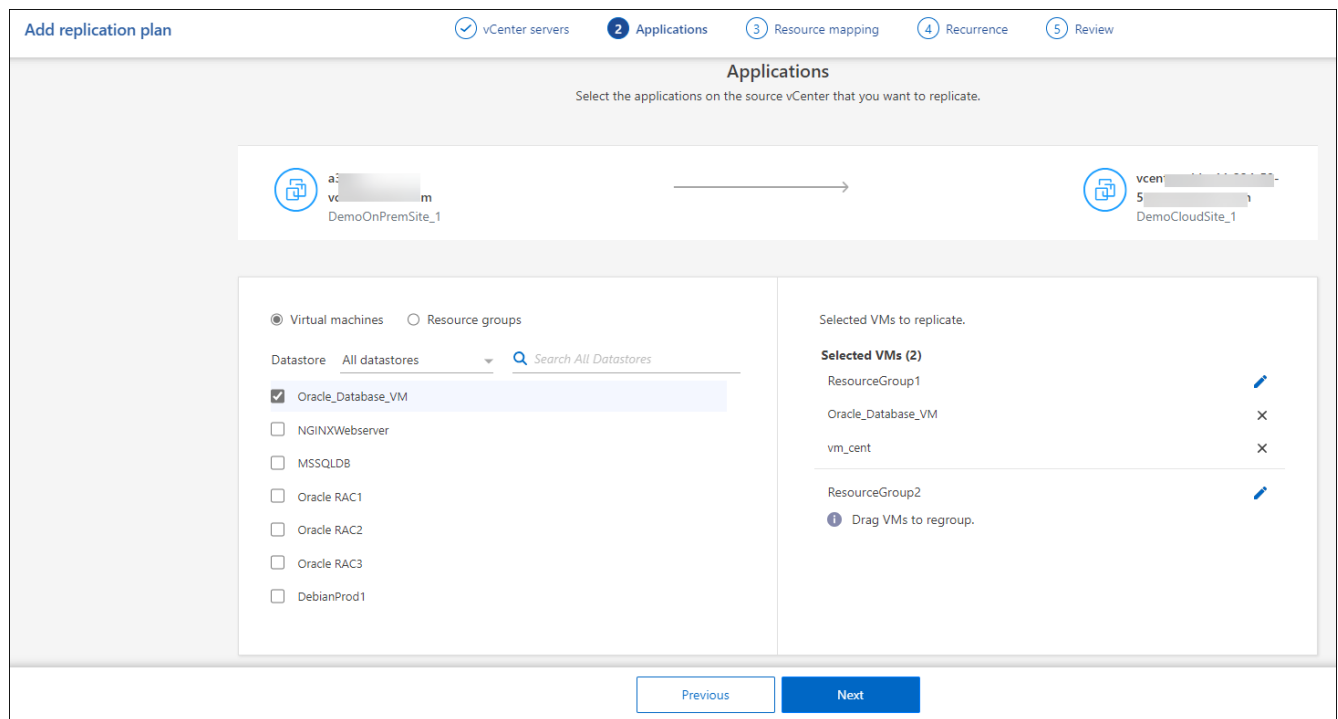 Add replication plan
vCenter servers
2 Applications
3 Resource mapping
4 Recurrence
5 Review
Applications
Select the applications on the source vCenter that you want to replicate.
DemoOnPremSite_1
DemoCloudSite_1
Virtual machines
Resource groups
Datastore All datastores
Search All Datastores
Oracle_Database_VM
NGINXWebserver
MSSQLDB
Oracle RAC1
Oracle RAC2
Oracle RAC3
DebianProd1
Selected VMs to replicate.
Selected VMs (2)
ResourceGroup1
Oracle_Database_VM
vm_cent
ResourceGroup2
Drag VMs to regroup.
Previous
Next